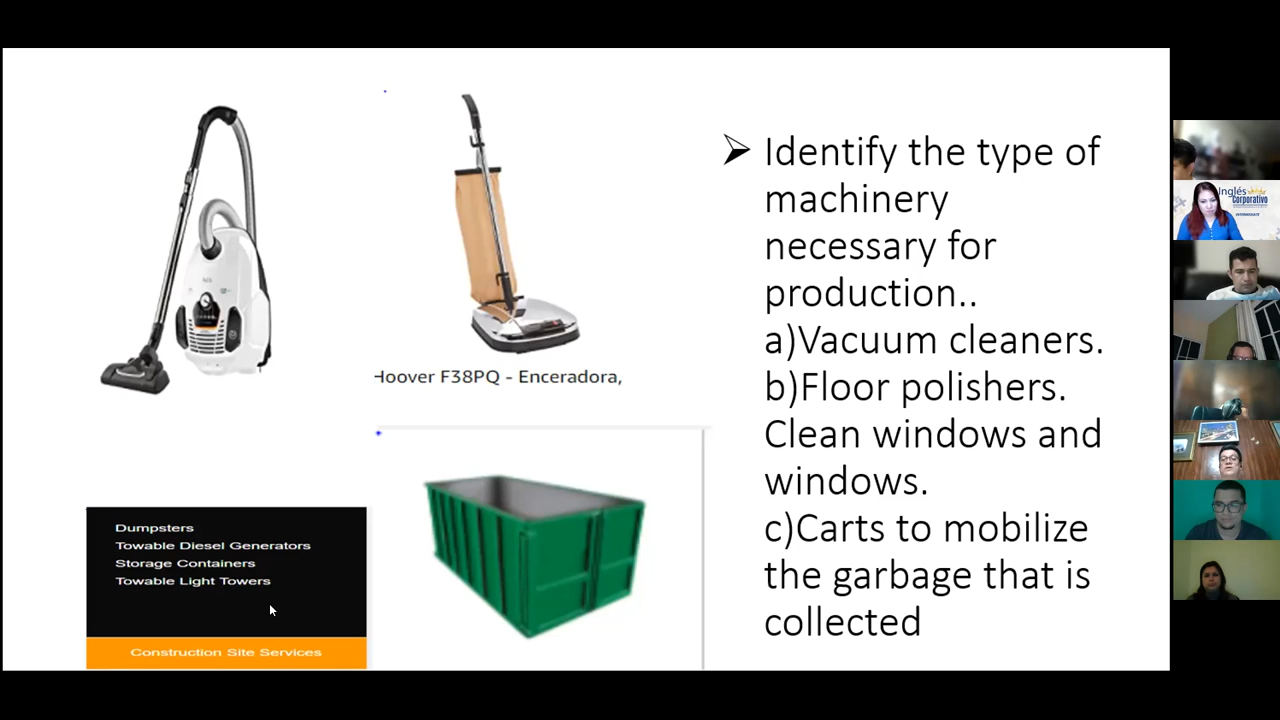 Identify the type of
machinery
necessary for
production..
a)Vacuum cleaners.
b)Floor polishers.
Clean windows and
windows.
c)Carts to mobilize
the garbage that is
collected
Hoover F38PQ - Enceradora,
Dumpsters
Towable Diesel Generators
Storage Containers
Towable Light Towers
Construction Site Services
Inglés
Corporativo